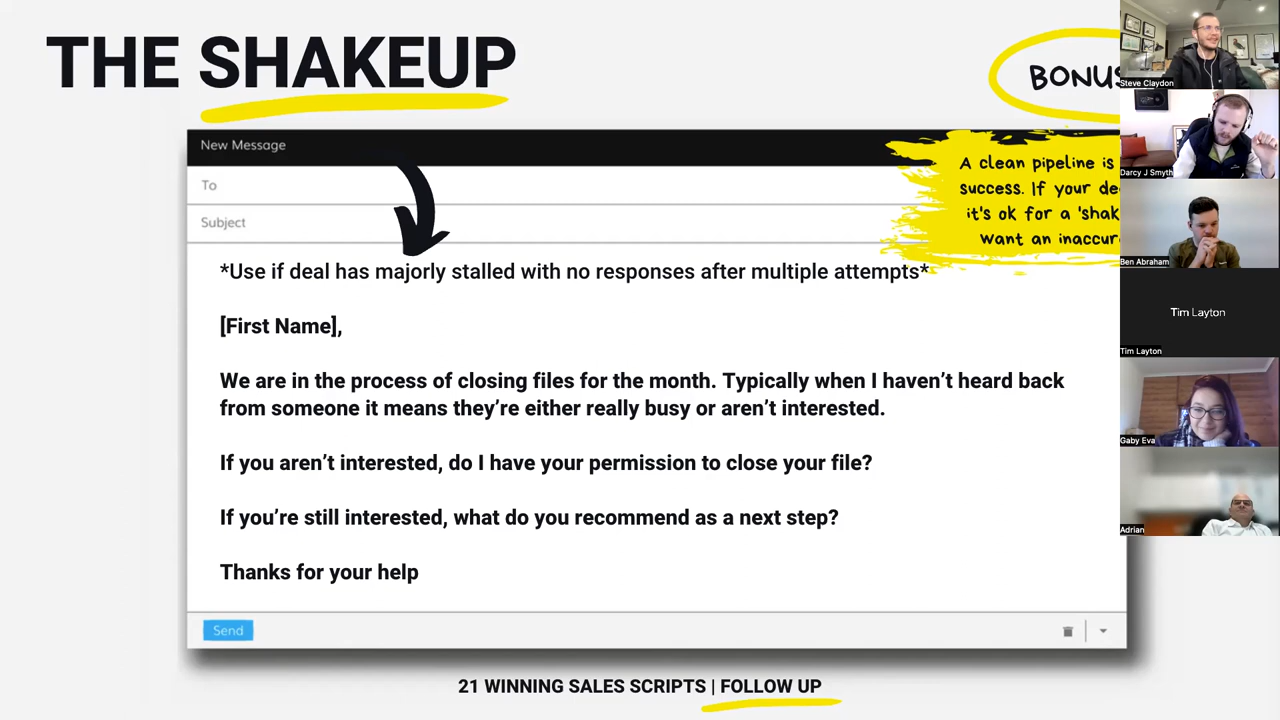 THE SHAKEUP
BONUS
New Message
To
Subject
A clean pipeline is
success. If your de
it's ok for a 'shak
want an inaccur
*Use if deal has majorly stalled with no responses after multiple attempts*
[First Name],
We are in the process of closing files for the month. Typically when I haven’t heard back
from someone it means they’re either really busy or aren’t interested.
If you aren’t interested, do I have your permission to close your file?
If you’re still interested, what do you recommend as a next step?
Thanks for your help
Send
21 WINNING SALES SCRIPTS | FOLLOW UP
Steve Claydon
Darcy J Smyth
Ben Abraham
Tim Layton
Tim Layton
Gaby Eva
Adrian